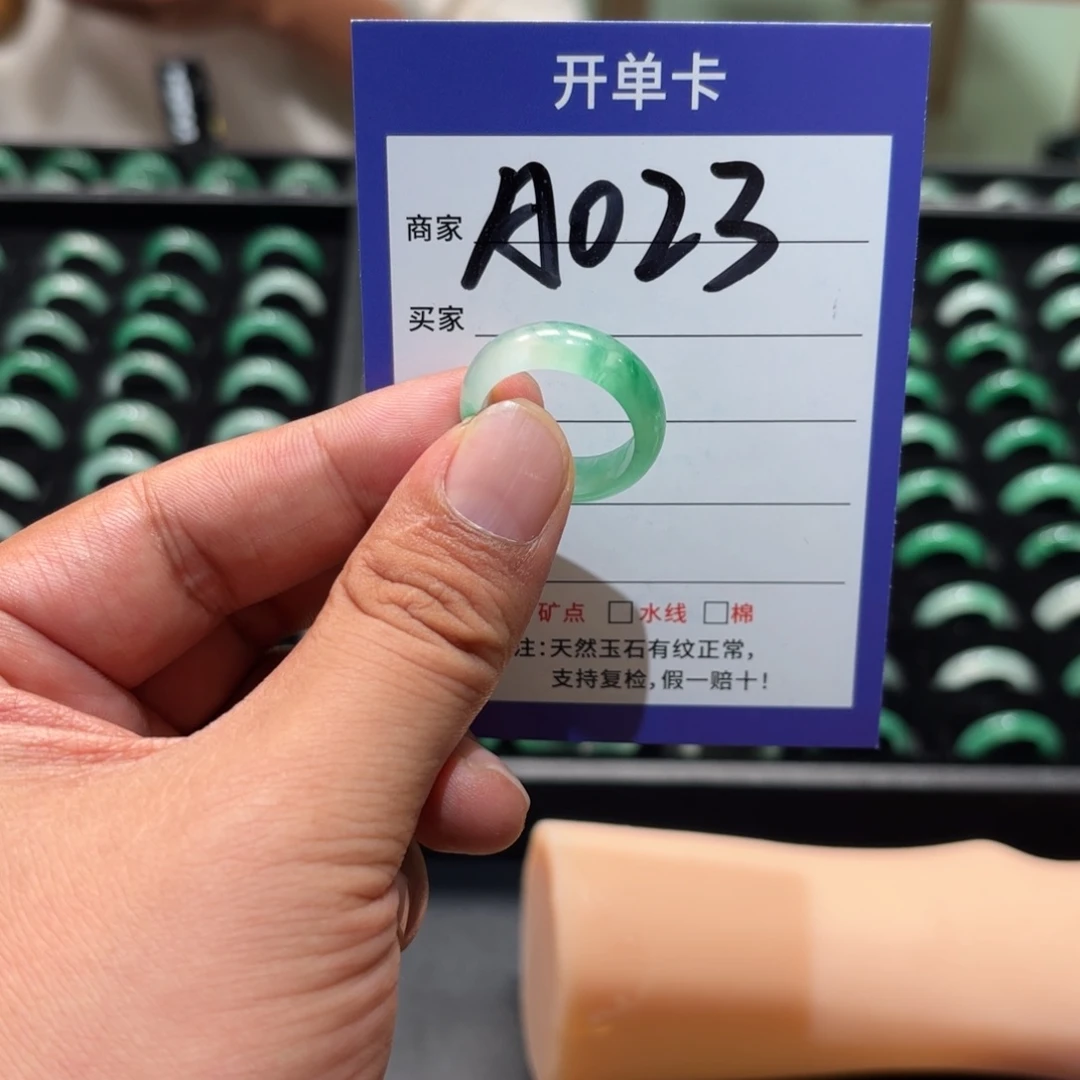 开单卡
商家 A023
买家
矿点 □水线 □棉
注:天然玉石有纹正常,
支持复检,假一赔十!